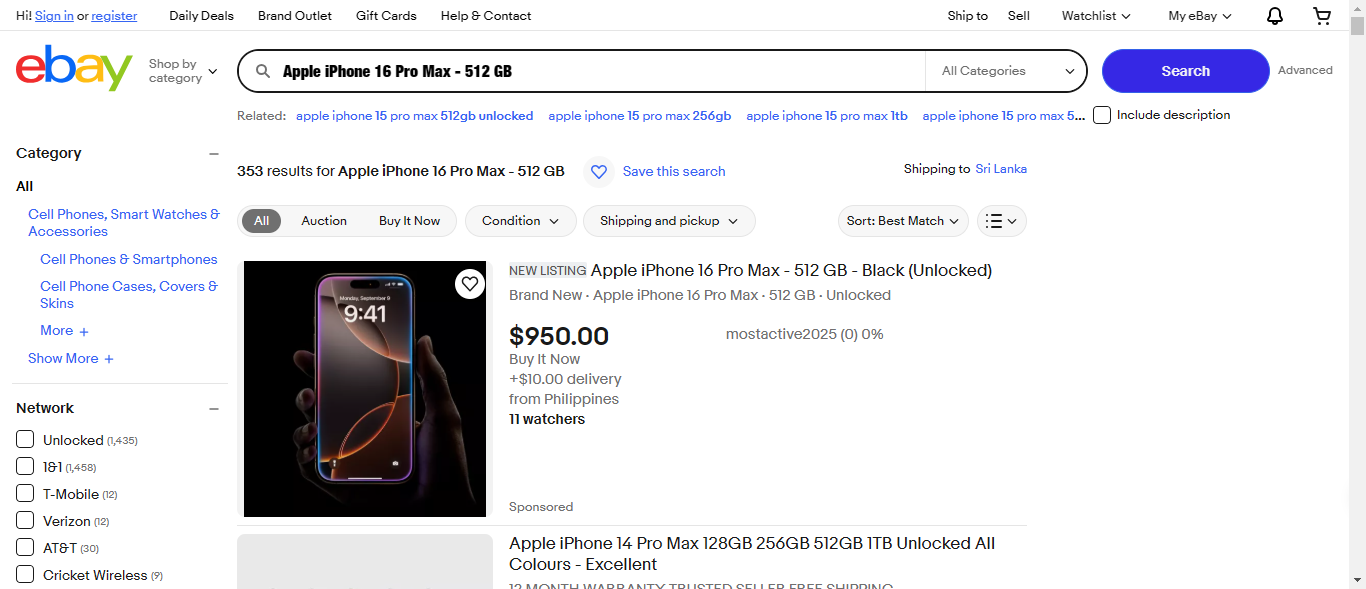 Hi! Sign in or register Daily Deals Brand Outlet Gift Cards Help & Contact Ship to Sell Watchlist My eBay
ebay
Shop by
category
Apple iPhone 16 Pro Max - 512 GB
All Categories
Search
Advanced
Related: apple iphone 15 pro max 512gb unlocked apple iphone 15 pro max 256gb apple iphone 15 pro max 1tb apple iphone 15 pro max 5...
Include description
Category
All
Cell Phones, Smart Watches &
Accessories
Cell Phones & Smartphones
Cell Phone Cases, Covers &
Skins
More +
Show More +
Network
Unlocked (1,435)
1&1 (1,458)
T-Mobile (12)
Verizon (12)
AT&T (30)
Cricket Wireless (9)
353 results for Apple iPhone 16 Pro Max - 512 GB
Save this search
Shipping to Sri Lanka
All Auction Buy It Now Condition Shipping and pickup Sort: Best Match
Monday, September 9
9:41
NEW LISTING Apple iPhone 16 Pro Max - 512 GB - Black (Unlocked)
Brand New · Apple iPhone 16 Pro Max · 512 GB · Unlocked
$950.00
Buy It Now
+$10.00 delivery
from Philippines
11 watchers
mostactive2025 (0) 0%
Sponsored
Apple iPhone 14 Pro Max 128GB 256GB 512GB 1TB Unlocked All
Colours - Excellent
12 MONTH WARRANTY TRUSTED SELLER FREE SHIPPING